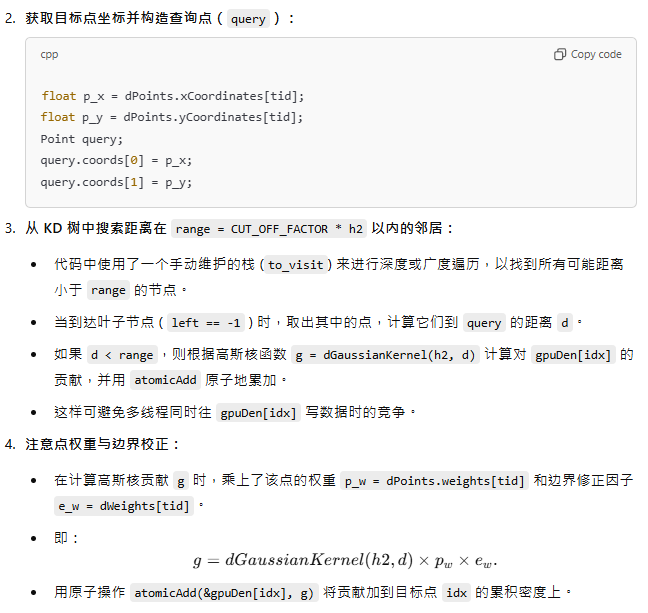 2. 获取目标点坐标并构造查询点 ( query ) ：
cpp Copy code
float p_x = dPoints.xCoordinates[tid];
float p_y = dPoints.yCoordinates[tid];
Point query;
query.coords[0] = p_x;
query.coords[1] = p_y;
3. 从 KD 树中搜索距离在 range = CUT_OFF_FACTOR * h2 以内的邻居：
• 代码中使用了一个手动维护的栈 ( to_visit ) 来进行深度或广度遍历，以找到所有可能距离
小于 range 的节点。
• 当到达叶子节点 ( left == -1 ) 时，取出其中的点，计算它们到 query 的距离 d 。
• 如果 d < range ，则根据高斯核函数 g = dGaussianKernel(h2, d) 计算对 gpuDen[idx] 的
贡献，并用 atomicAdd 原子地累加。
• 这样可避免多线程同时往 gpuDen[idx] 写数据时的竞争。
4. 注意点权重与边界校正：
• 在计算高斯核贡献 g 时，乘上了该点的权重 p_w = dPoints.weights[tid] 和边界修正因子
e_w = dWeights[tid] 。
• 即：
g = dGaussianKernel(h2, d) × p_w × e_w.
• 用原子操作 atomicAdd(&gpuDen[idx], g) 将贡献加到目标点 idx 的累积密度上。